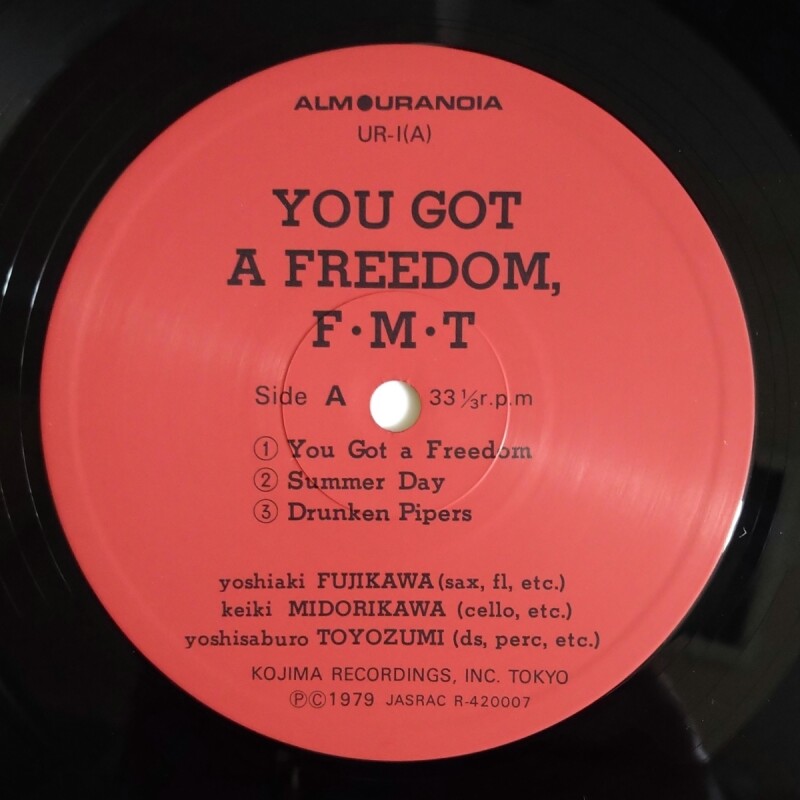 ALM●URANOIA
UR-1(A)
YOU GOT
A FREEDOM,
F・M・T
Side A 33⅓r.p.m
① You Got a Freedom
② Summer Day
③ Drunken Pipers
yoshiaki FUJIKAWA (sax, fl, etc.)
keiki MIDORIKAWA (cello, etc.)
yoshisaburo TOYOZUMI (ds, perc, etc.)
KOJIMA RECORDINGS, INC. TOKYO
ⓅⒸ1979 JASRAC R-420007